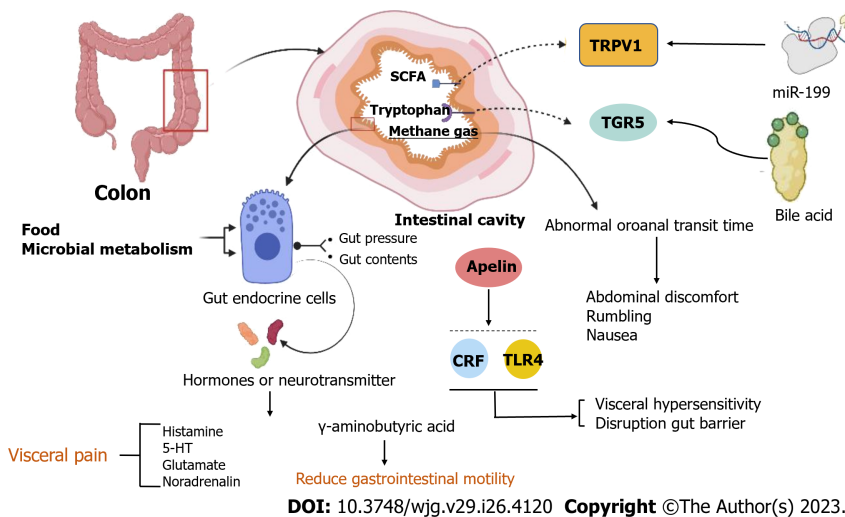 SCFA
TRPV1
miR-199
Tryptophan
Methane gas
TGR5
Colon
Bile acid
Intestinal cavity
Abnormal oroanal transit time
Food
Microbial metabolism
• Gut pressure
• Gut contents
Gut endocrine cells
Apelin
Abdominal discomfort
Rumbling
Nausea
CRF
TLR4
Hormones or neurotransmitter
Visceral hypersensitivity
Disruption gut barrier
Visceral pain
Histamine
5-HT
Glutamate
Noradrenalin
γ-aminobutyric acid
Reduce gastrointestinal motility
DOI: 10.3748/wjg.v29.i26.4120 Copyright ©The Author(s) 2023.